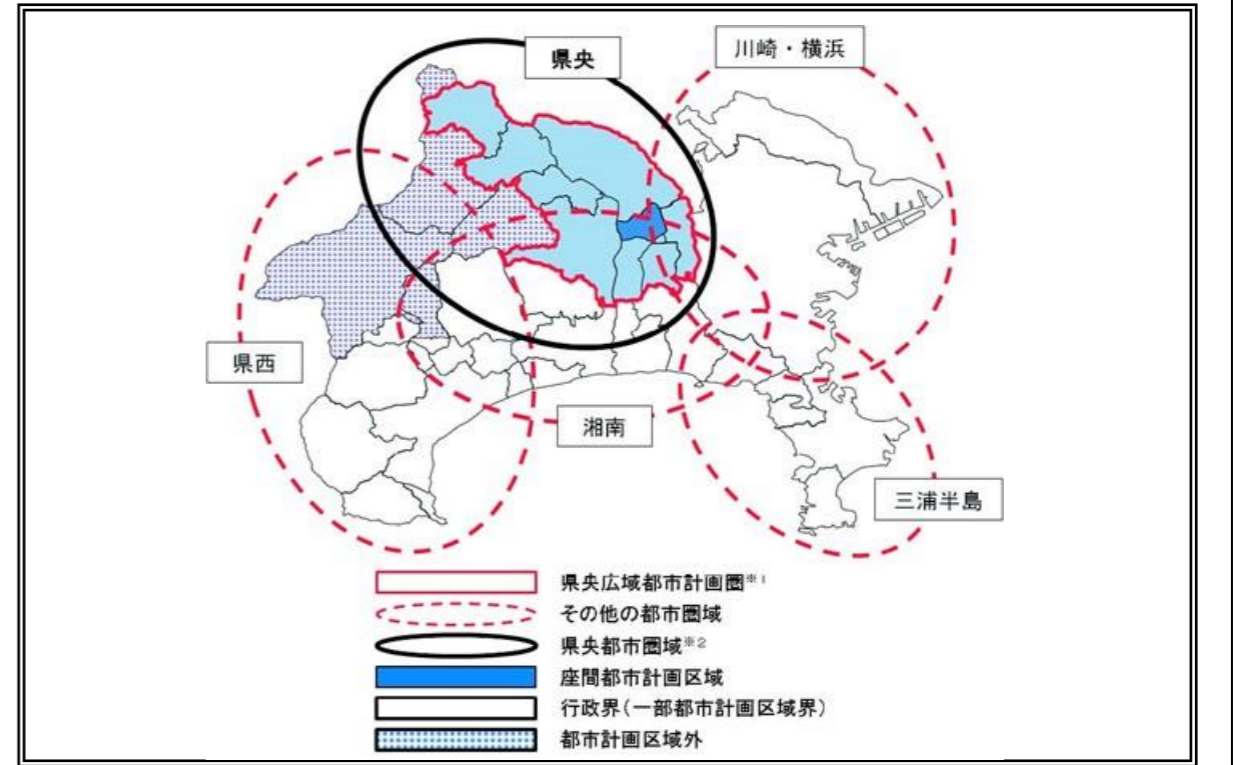 県央
川崎・横浜
県西
湘南
三浦半島
県央広域都市計画圏※1
その他の都市圏域
県央都市圏域※2
座間都市計画区域
行政界(一部都市計画区域界)
都市計画区域外